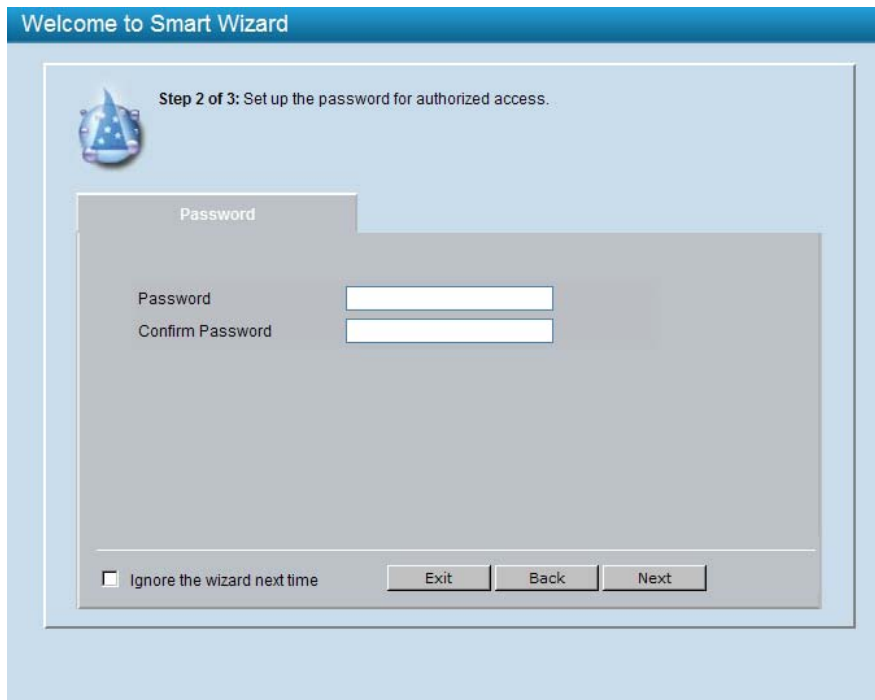 Welcome to Smart Wizard
Step 2 of 3: Set up the password for authorized access.
Password
Password
Confirm Password
Ignore the wizard next time
Exit
Back
Next